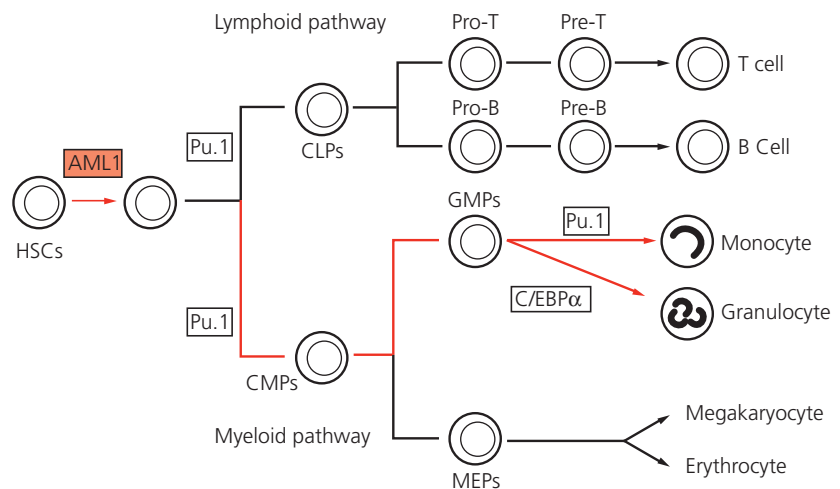 Lymphoid pathway
Pro-T
Pre-T
T cell
Pro-B
Pre-B
B Cell
CLPs
Pu.1
AML1
HSCs
GMPs
Pu.1
Monocyte
C/EBPα
Granulocyte
Pu.1
CMPs
Myeloid pathway
MEPs
Megakaryocyte
Erythrocyte